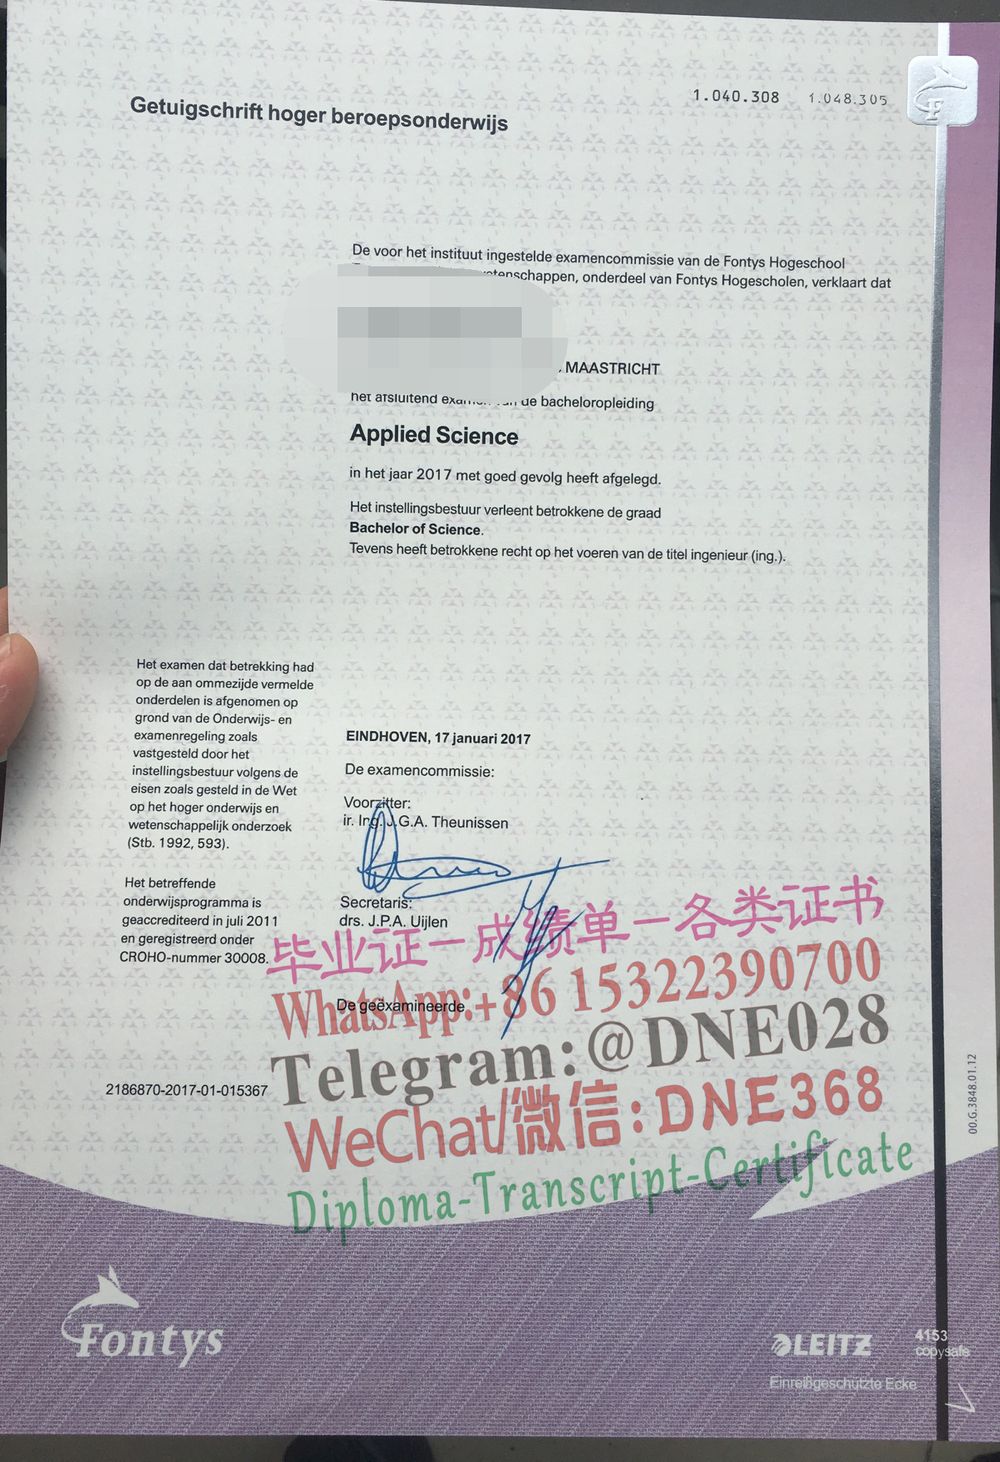 Getuigschrift hoger beroepsonderwijs
1.040.308 1.048.305
De voor het instituut ingestelde examencommissie van de Fontys Hogeschool
tenschappen, onderdeel van Fontys Hogescholen, verklaart dat
, MAASTRICHT
het afsluitend de bacheloropleiding
Applied Science
in het jaar 2017 met goed gevolg heeft afgelegd.
Het instellingsbestuur verleent betrokkene de graad
Bachelor of Science.
Tevens heeft betrokkene recht op het voeren van de titel ingenieur (ing.).
Het examen dat betrekking had
op de aan ommezijde vermelde
onderdelen is afgenomen op
grond van de Onderwijs- en
examenregeling zoals
vastgesteld door het
instellingsbestuur volgens de
eisen zoals gesteld in de Wet
op het hoger onderwijs en
wetenschappelijk onderzoek
(Stb. 1992, 593).
Het betreffende
onderwijsprogramma is
geaccrediteerd in juli 2011
en geregistreerd onder
CROHO-nummer 30008.
EINDHOVEN, 17 januari 2017
De examencommissie:
Voorzitter:
ir. Ing. J.G.A. Theunissen
Secretaris:
drs. J.P.A. Uijlen
De geëxamineerde
毕业证－成绩单－各类证书
WhatsApp:+86 15322390700
Telegram:@DNE028
WeChat/微信:DNE368
Diploma-Transcript-Certificate
2186870-2017-01-015367
00.G.3848.01.12
Fontys
LEITZ
4153
copysafe
Einreißgeschützte Ecke